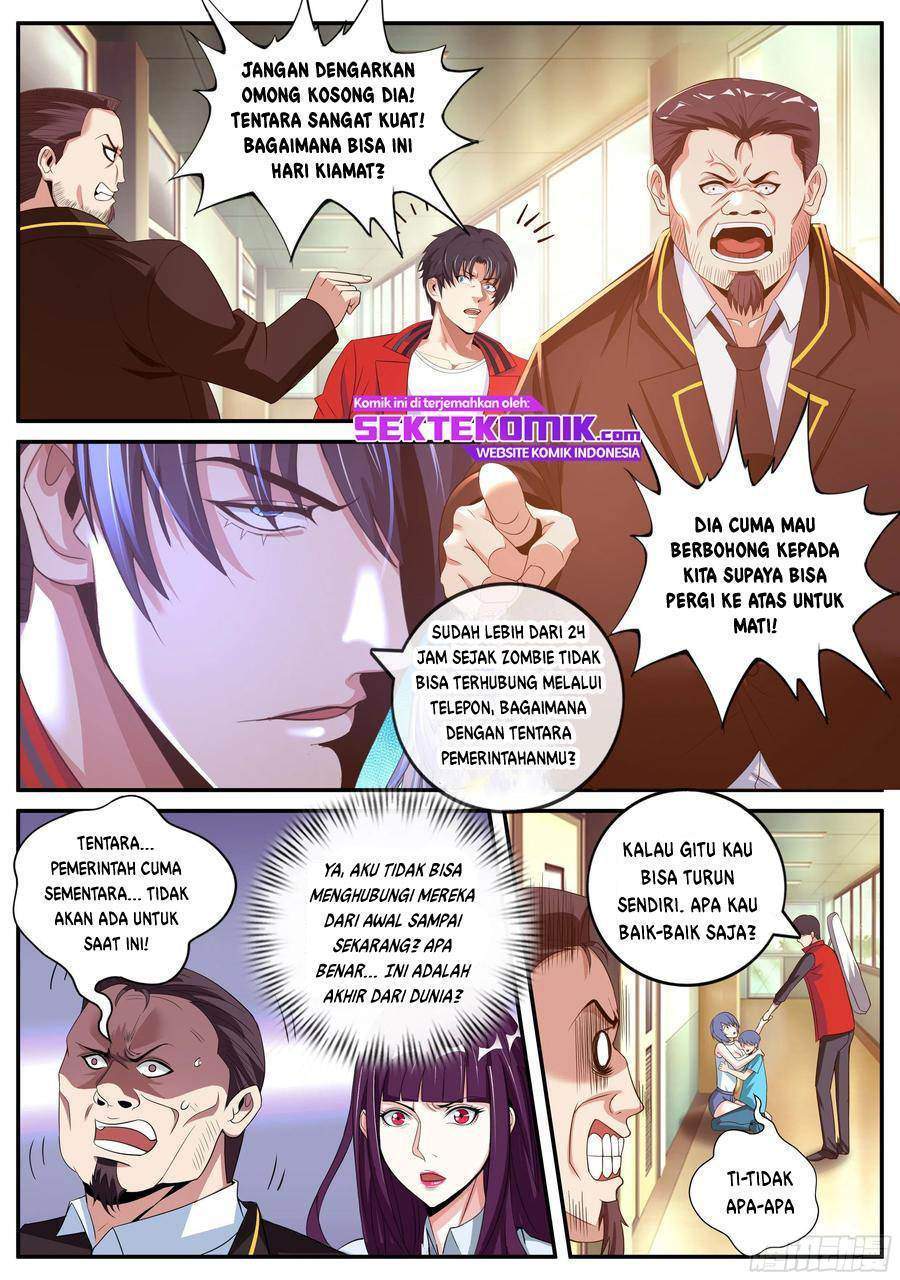 JANGAN DENGARKAN
OMONG KOSONG DIA!
TENTARA SANGAT KUAT!
BAGAIMANA BISA INI
HARI KIAMAT?
Komik ini di terjemahkan oleh:
SEKTEKOMIK.com
WEBSITE KOMIK INDONESIA
DIA CUMA MAU
BERBOHONG KEPADA
KITA SUPAYA BISA
PERGI KE ATAS UNTUK
MATI!
SUDAH LEBIH DARI 24
JAM SEJAK ZOMBIE TIDAK
BISA TERHUBUNG MELALUI
TELEPON, BAGAIMANA
DENGAN TENTARA
PEMERINTAHANMU?
TENTARA...
PEMERINTAH CUMA
SEMENTARA... TIDAK
AKAN ADA UNTUK
SAAT INI!
YA, AKU TIDAK BISA
MENGHUBUNGI MEREKA
DARI AWAL SAMPAI
SEKARANG? APA
BENAR... INI ADALAH
AKHIR DARI DUNIA?
KALAU GITU KAU
BISA TURUN
SENDIRI. APA KAU
BAIK-BAIK SAJA?
TI-TIDAK
APA-APA